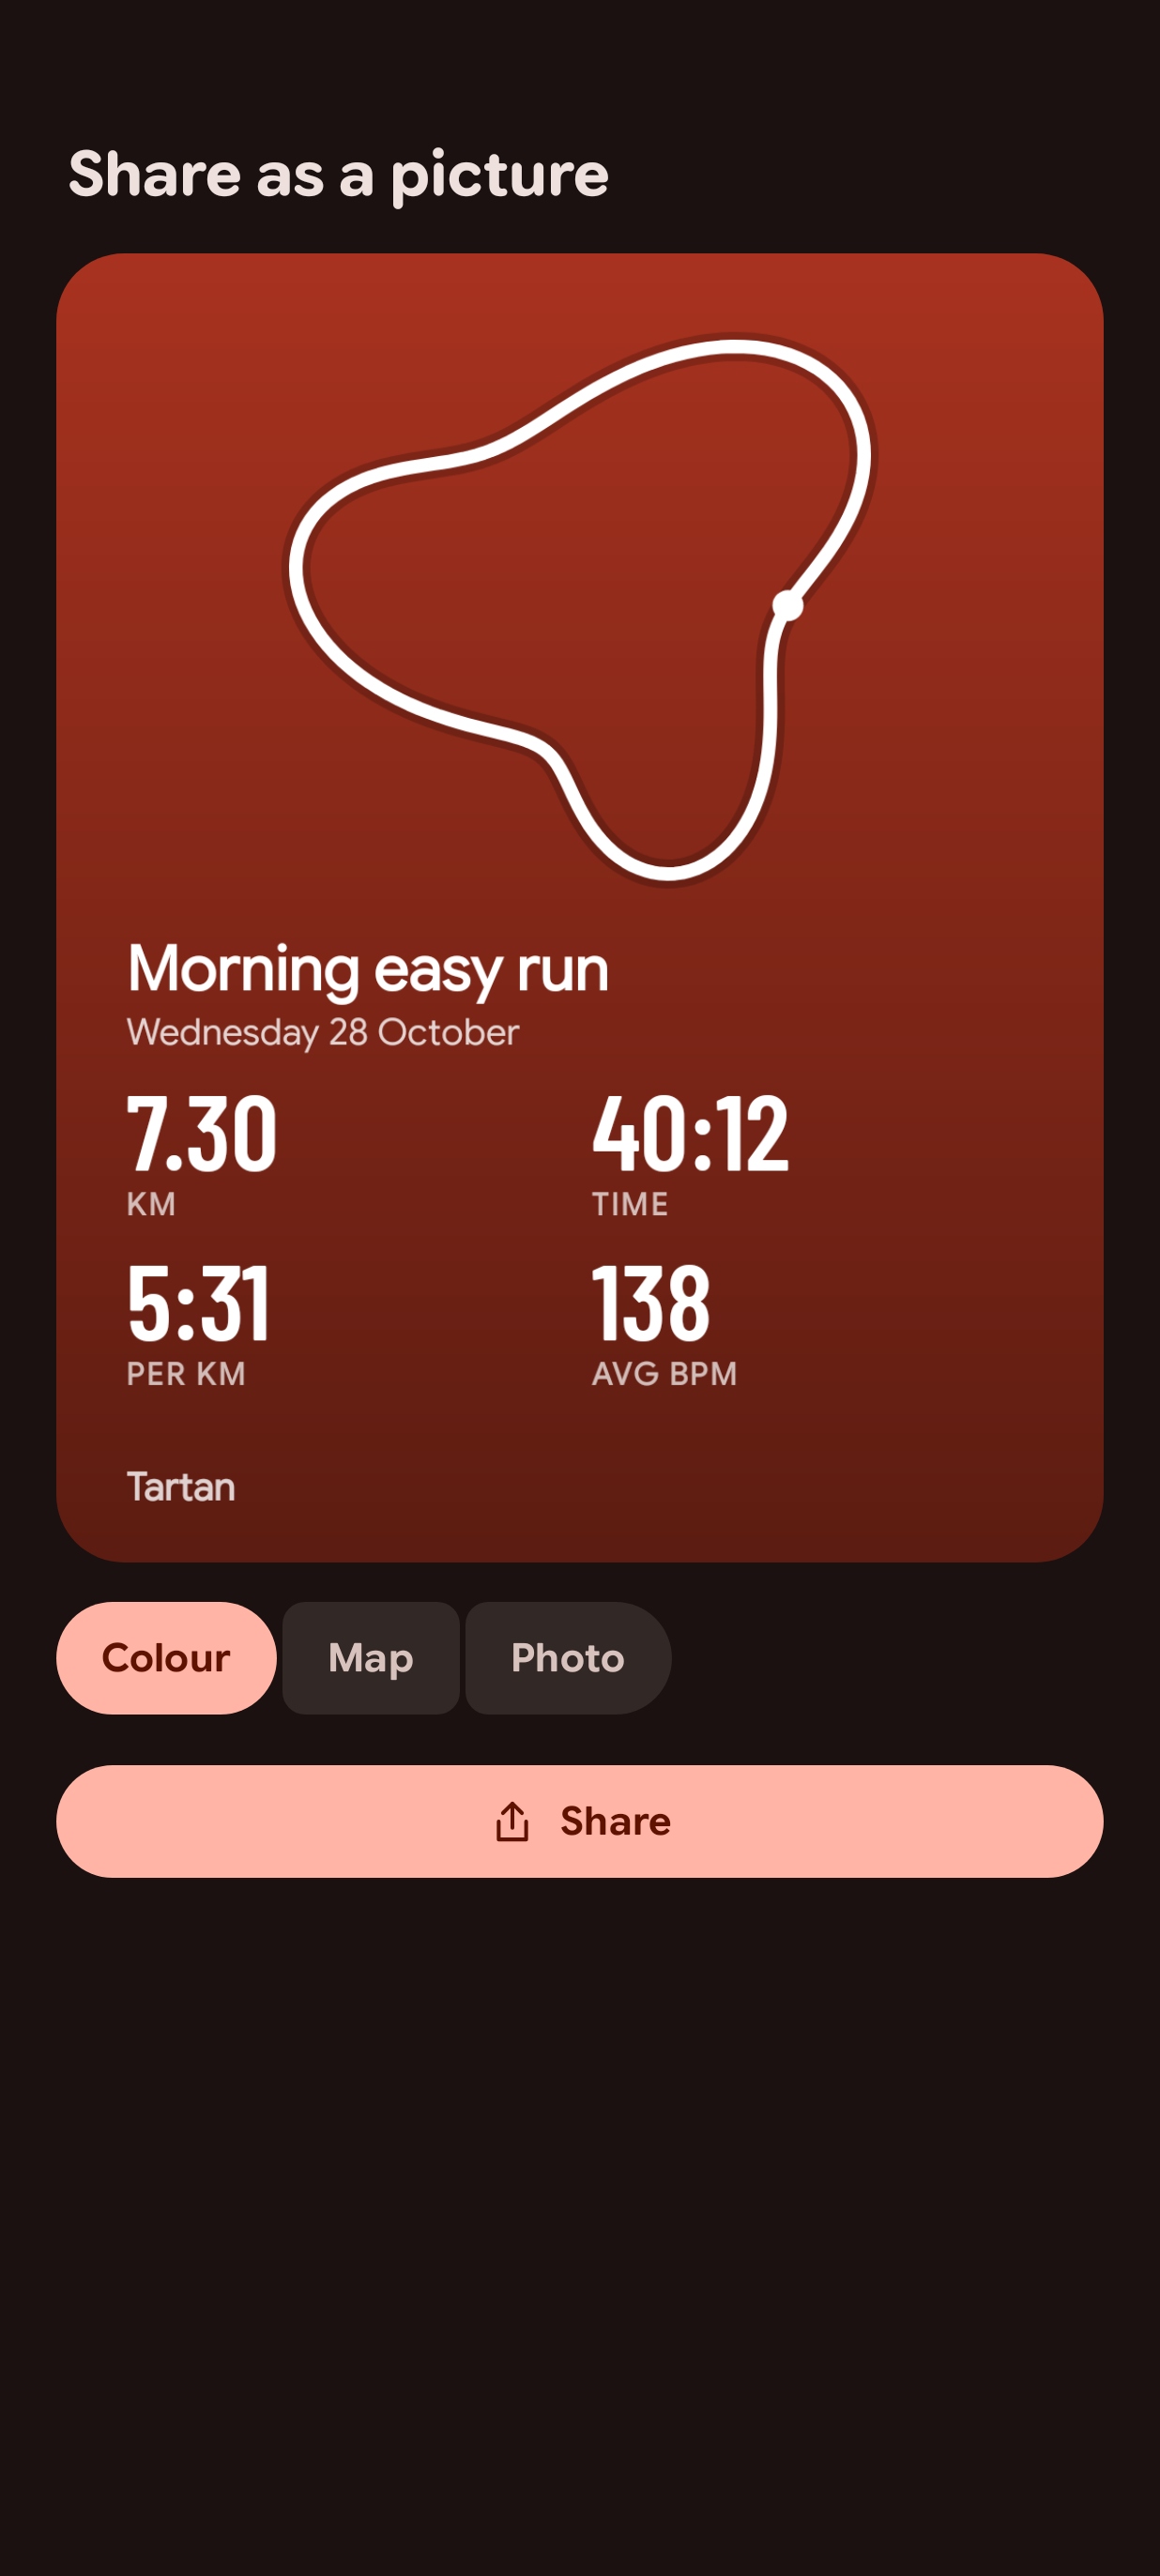 Share as a picture
Morning easy run
Wednesday 28 October
7.30 40:12
KM TIME
5:31 138
PER KM AVG BPM
Tartan
Colour Map Photo
Share